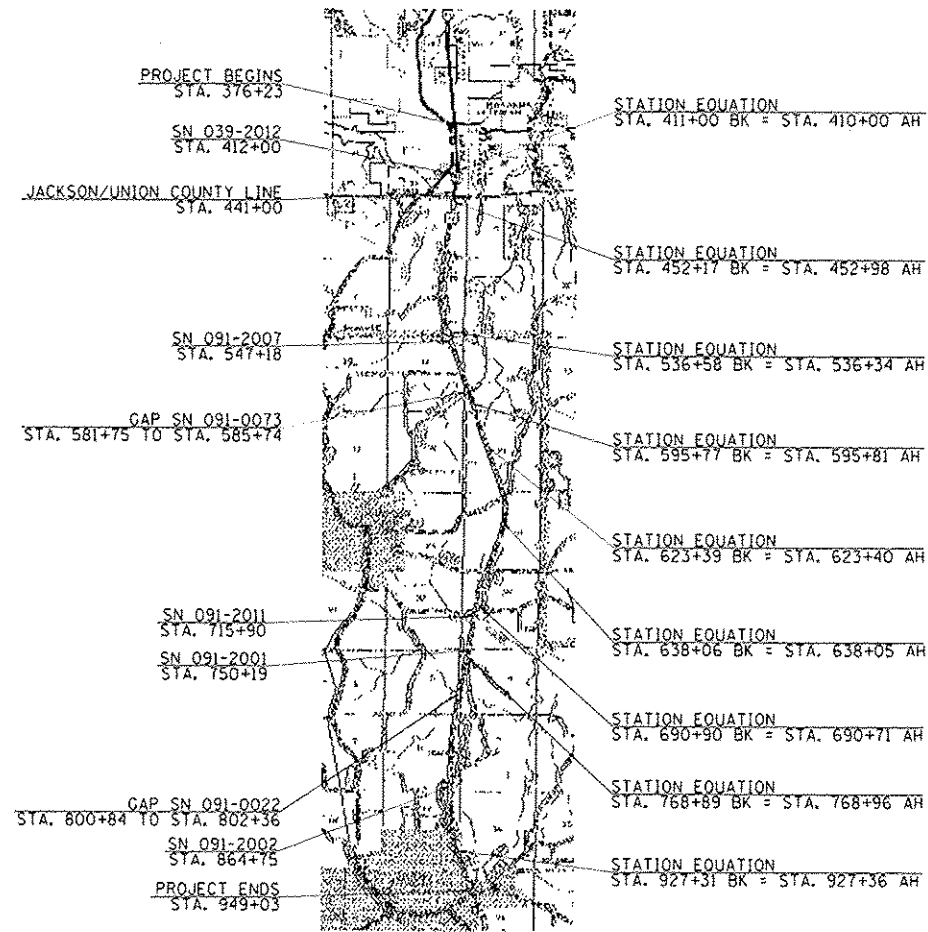 PROJECT BEGINS
STA. 376+23
SN 039-2012
STA. 412+00
JACKSON/UNION COUNTY LINE
STA. 441+00
SN 091-2007
STA. 547+18
GAP SN 091-0073
STA. 581+75 TO STA. 585+74
SN 091-2011
STA. 715+90
SN 091-2001
STA. 750+19
GAP SN 091-0022
STA. 800+84 TO STA. 802+36
SN 091-2002
STA. 864+75
PROJECT ENDS
STA. 949+03
STATION EQUATION
STA. 411+00 BK = STA. 410+00 AH
STATION EQUATION
STA. 452+17 BK = STA. 452+98 AH
STATION EQUATION
STA. 536+58 BK = STA. 536+34 AH
STATION EQUATION
STA. 595+77 BK = STA. 595+81 AH
STATION EQUATION
STA. 623+39 BK = STA. 623+40 AH
STATION EQUATION
STA. 638+06 BK = STA. 638+05 AH
STATION EQUATION
STA. 690+90 BK = STA. 690+71 AH
STATION EQUATION
STA. 768+89 BK = STA. 768+96 AH
STATION EQUATION
STA. 927+31 BK = STA. 927+36 AH